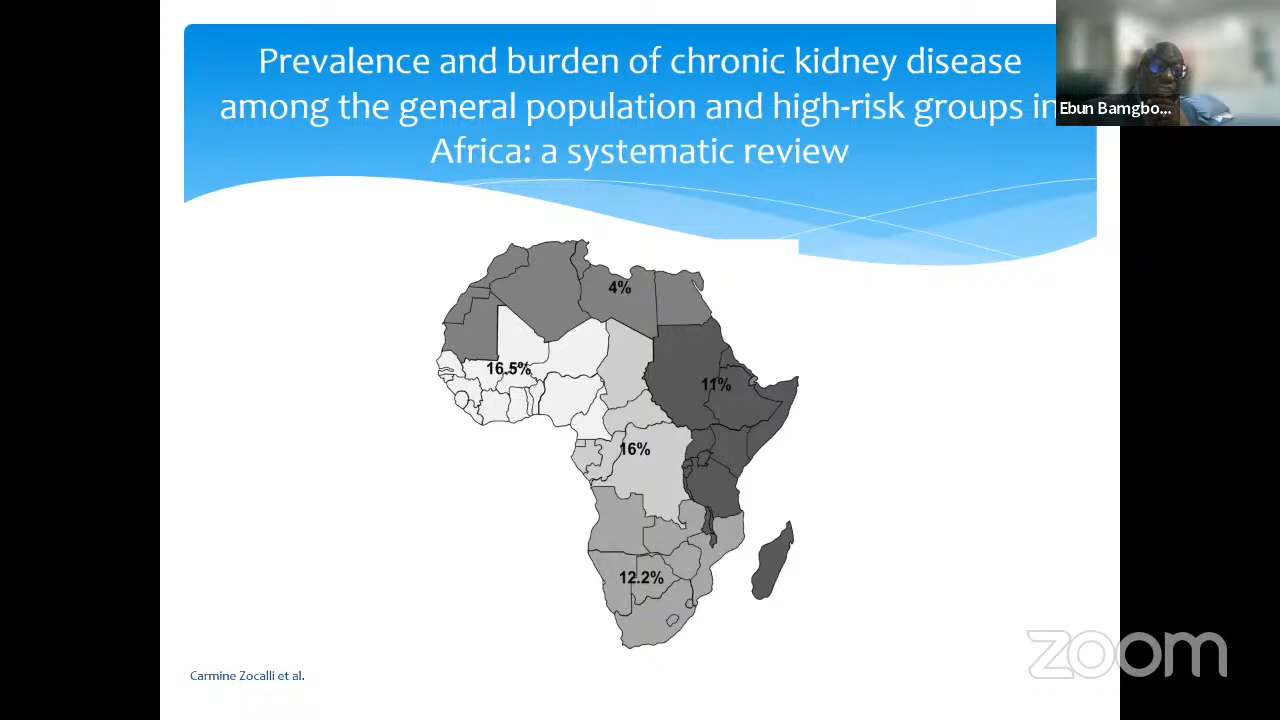 Prevalence and burden of chronic kidney disease
among the general population and high-risk groups in
Africa: a systematic review
Ebun Bamgbo...
4%
16.5%
11%
16%
12.2%
Carmine Zocalli et al.
zoom